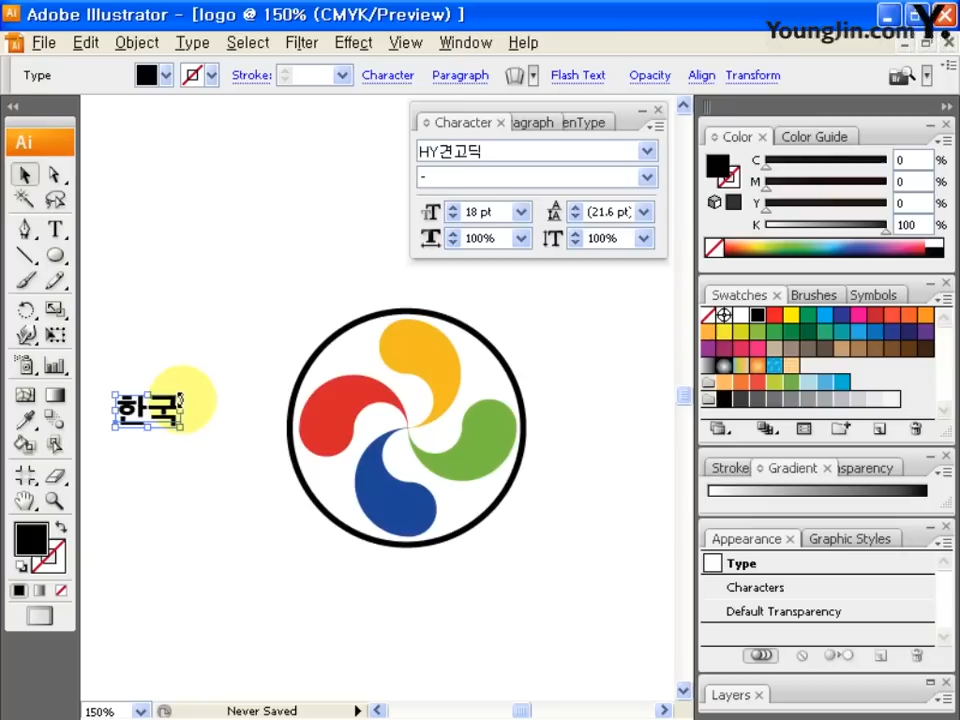 Adobe Illustrator - [logo @ 150% (CMYK/Preview) ]
YoungJin.com Y.
File Edit Object Type Select Filter Effect View Window Help
Type Stroke: Character Paragraph Flash Text Opacity Align Transform
Ai
Character × aragraph enType
HY견고딕
-
18 pt (21.6 pt)
100% 100%
한국
Color × Color Guide
C 0 %
M 0 %
Y 0 %
K 100 %
Swatches × Brushes Symbols
Stroke Gradient × nsparency
Appearance × Graphic Styles
Type
Characters
Default Transparency
Layers ×
150% Never Saved